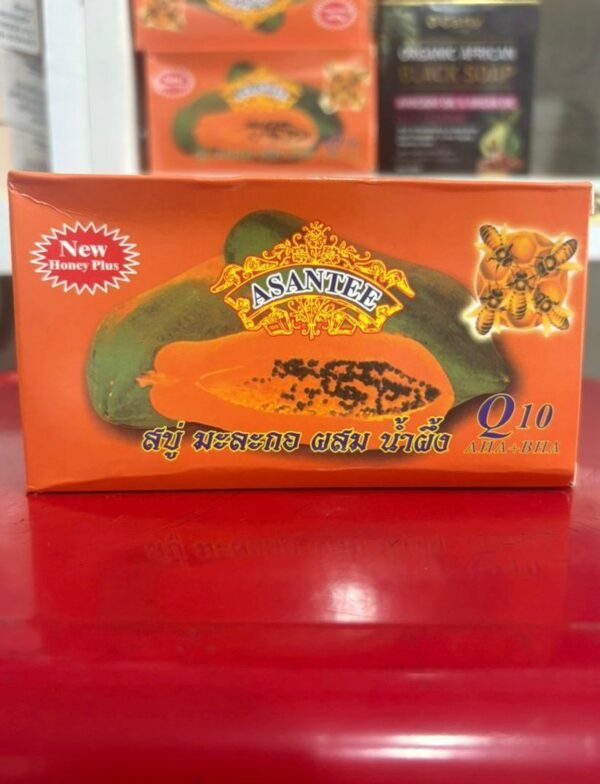 ORGANIC AFRICAN
BLACK SOAP
New
Honey Plus
ASANTEE
สบู่ มะละกอ ผสม น้ำผึ้ง
Q10
AHA+BHA